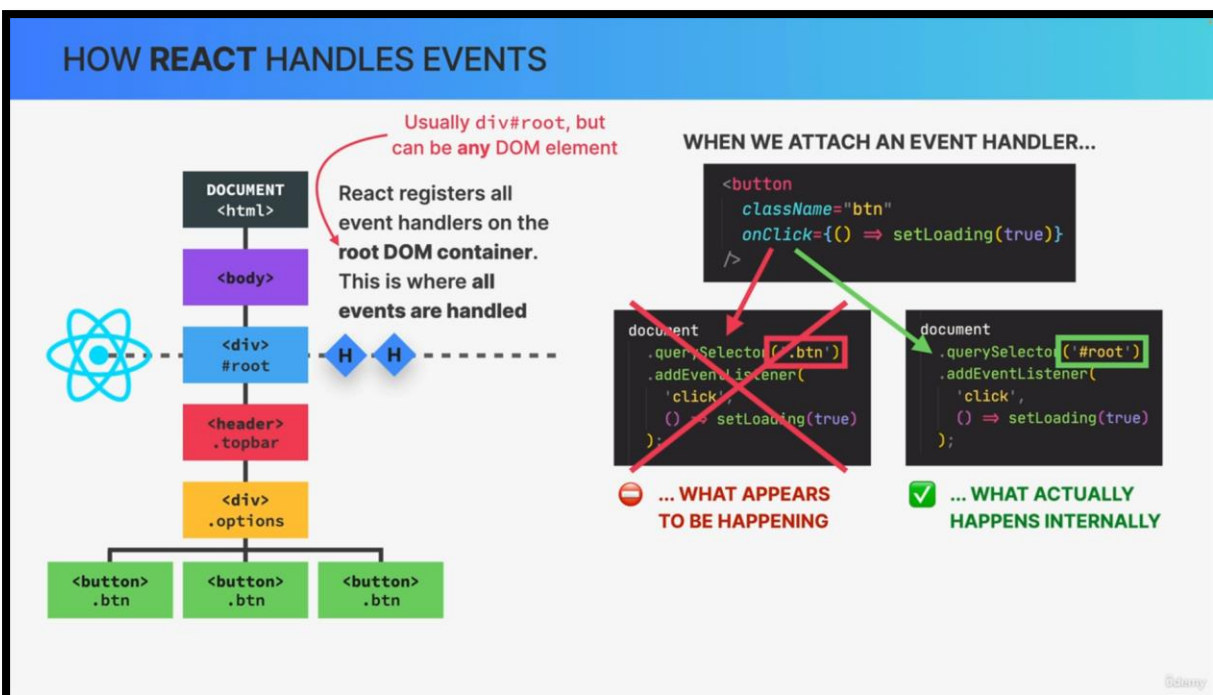 HOW REACT HANDLES EVENTS
Usually div#root, but
can be any DOM element
DOCUMENT
<html>
<body>
<div>
#root
<header>
.topbar
<div>
.options
<button>
.btn
<button>
.btn
<button>
.btn
React registers all
event handlers on the
root DOM container.
This is where all
events are handled
H
H
WHEN WE ATTACH AN EVENT HANDLER...
<button
className="btn"
onClick={() ⇒ setLoading(true)}
/>
document
.querySelector('.btn')
.addEventListener(
'click',
() ⇒ setLoading(true)
);
... WHAT APPEARS
TO BE HAPPENING
document
.querySelector('#root')
.addEventListener(
'click',
() ⇒ setLoading(true)
);
... WHAT ACTUALLY
HAPPENS INTERNALLY
Udemy